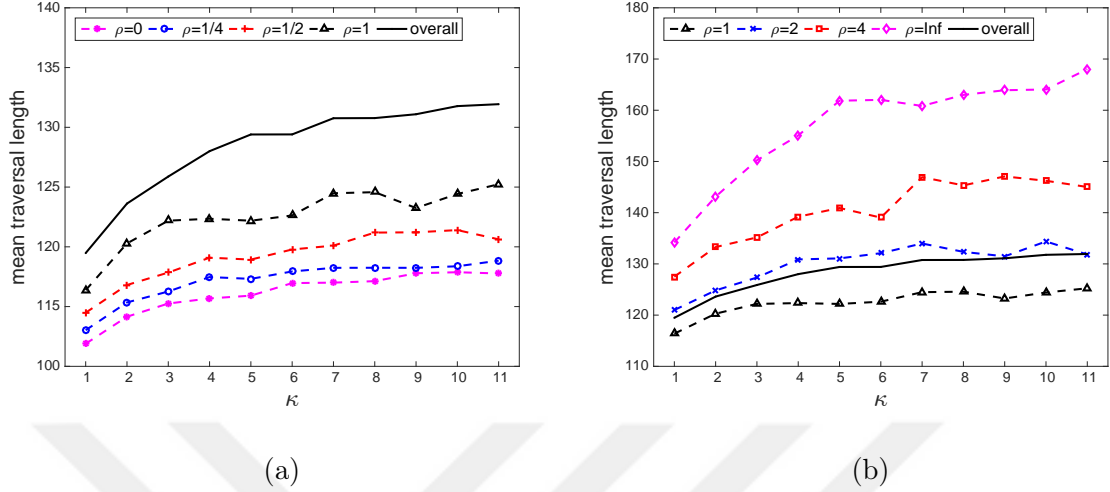 140
135
130
125
120
115
110
105
100
mean traversal length
ρ=0 ρ=1/4 ρ=1/2 ρ=1 overall
1 2 3 4 5 6 7 8 9 10 11
κ
(a)
180
170
160
150
140
130
120
110
mean traversal length
ρ=1 ρ=2 ρ=4 ρ=Inf overall
1 2 3 4 5 6 7 8 9 10 11
κ
(b)